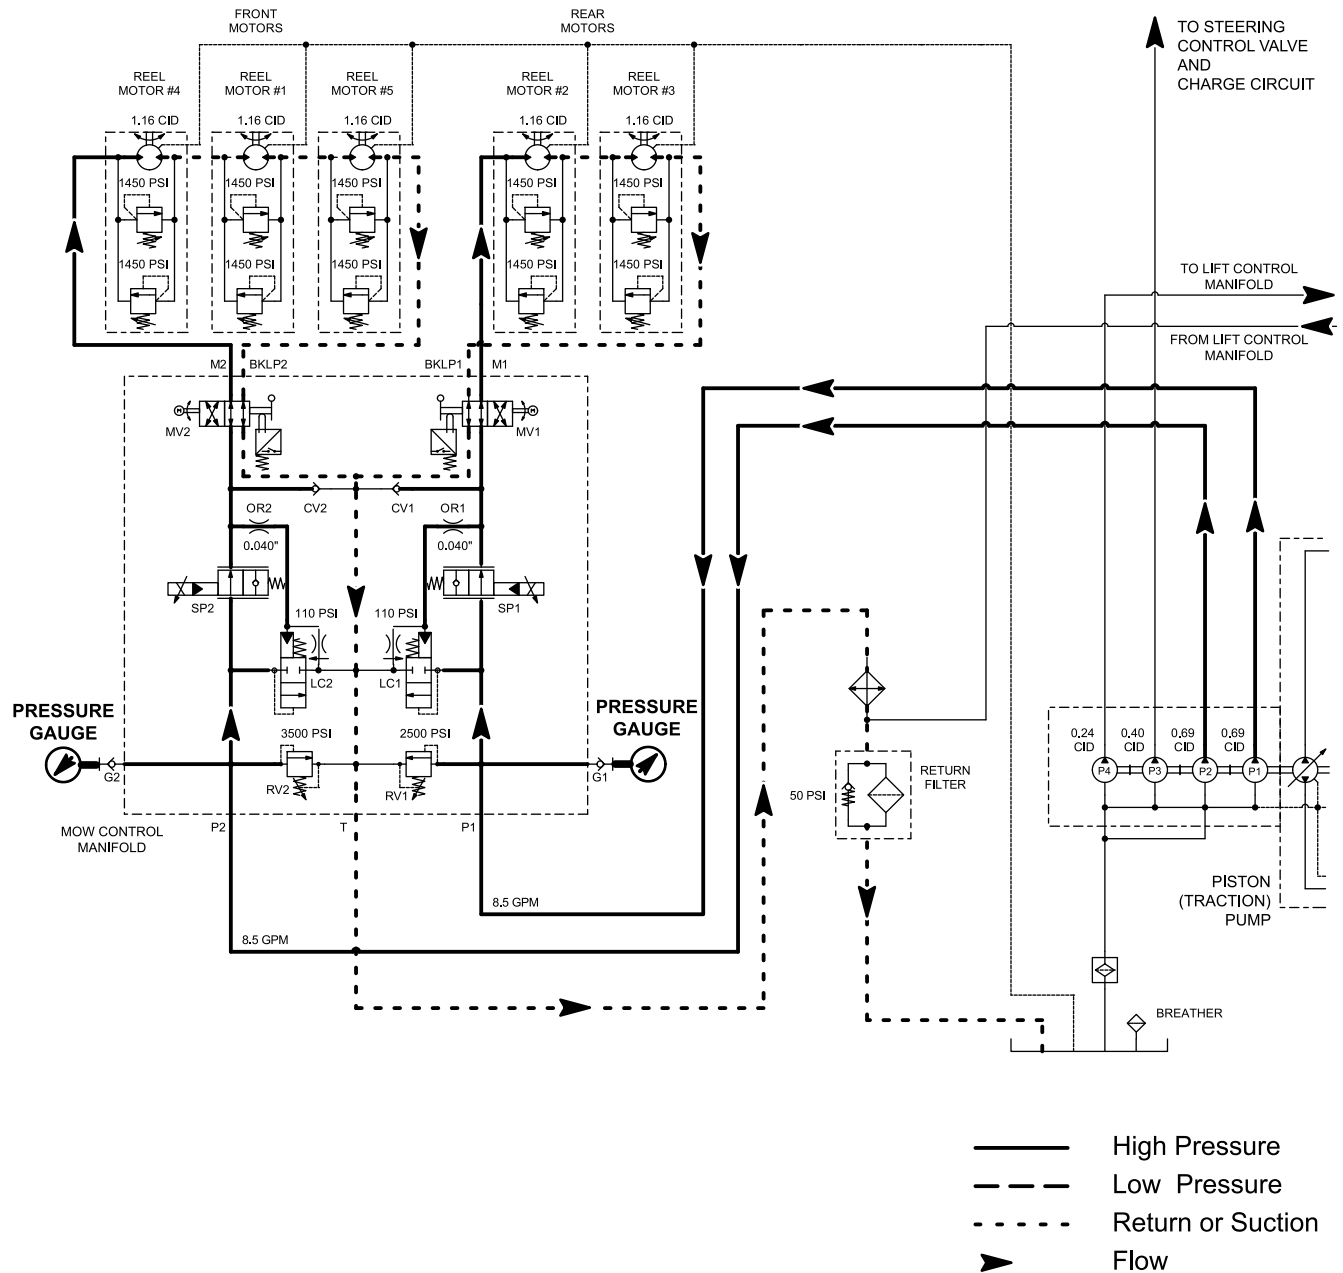 FRONT
MOTORS
REAR
MOTORS
TO STEERING
CONTROL VALVE
AND
CHARGE CIRCUIT
REEL
MOTOR #4
REEL
MOTOR #1
REEL
MOTOR #5
REEL
MOTOR #2
REEL
MOTOR #3
1.16 CID
1.16 CID
1.16 CID
1.16 CID
1.16 CID
1450 PSI
1450 PSI
1450 PSI
1450 PSI
1450 PSI
1450 PSI
1450 PSI
1450 PSI
1450 PSI
1450 PSI
TO LIFT CONTROL
MANIFOLD
FROM LIFT CONTROL
MANIFOLD
M2
BKLP2
BKLP1
M1
M
M
MV2
MV1
OR2
CV2
CV1
OR1
0.040"
0.040"
SP2
SP1
110 PSI
110 PSI
LC2
LC1
PRESSURE
GAUGE
PRESSURE
GAUGE
3500 PSI
2500 PSI
G2
RV2
RV1
G1
MOW CONTROL
MANIFOLD
P2
T
P1
8.5 GPM
8.5 GPM
50 PSI
RETURN
FILTER
0.24
CID
0.40
CID
0.69
CID
0.69
CID
P4
P3
P2
P1
PISTON
(TRACTION)
PUMP
BREATHER
High Pressure
Low Pressure
Return or Suction
Flow